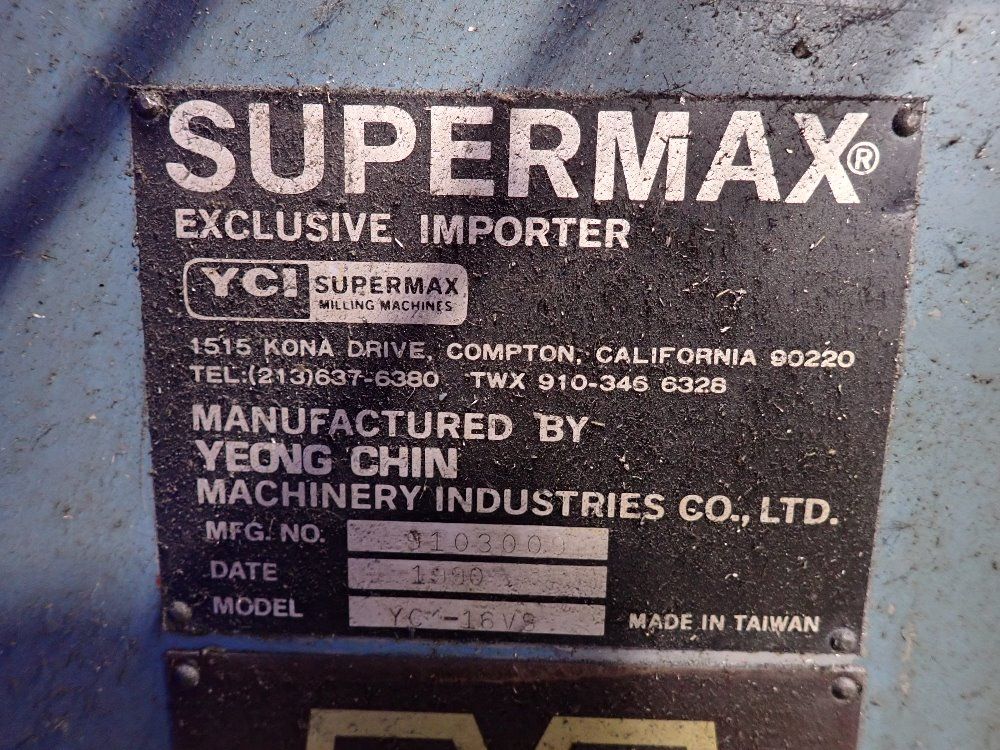 SUPERMAX®
EXCLUSIVE IMPORTER
YCI SUPERMAX
MILLING MACHINES
1515 KONA DRIVE, COMPTON, CALIFORNIA 90220
TEL:(213)637-6380 TWX 910-346 6328
MANUFACTURED BY
YEONG CHIN
MACHINERY INDUSTRIES CO., LTD.
MFG. NO.
DATE 1990
MODEL
MADE IN TAIWAN